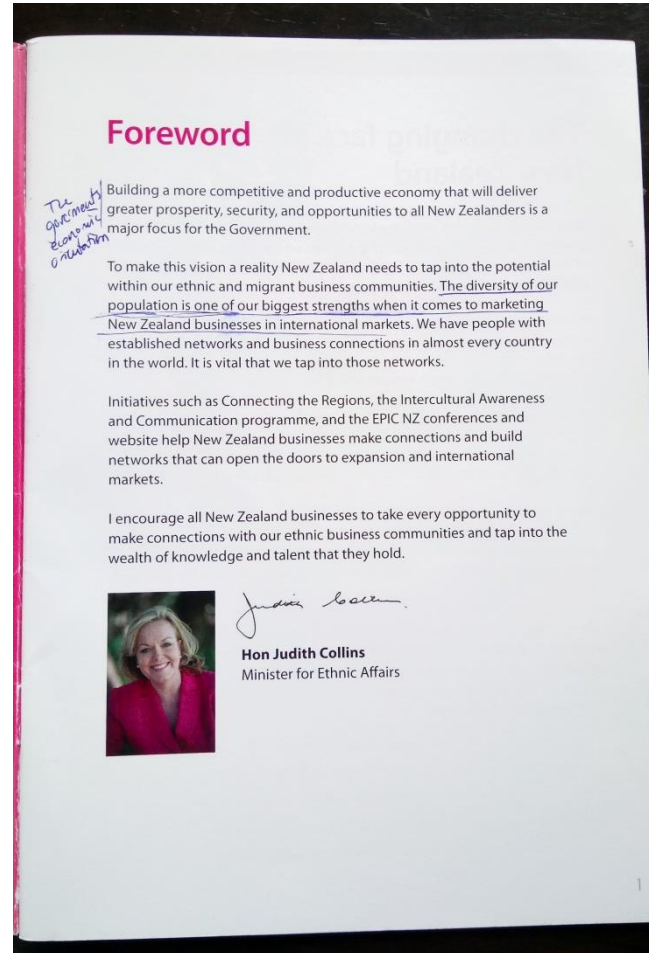 Foreword
The
goverment's
economic
orientation
Building a more competitive and productive economy that will deliver
greater prosperity, security, and opportunities to all New Zealanders is a
major focus for the Government.
To make this vision a reality New Zealand needs to tap into the potential
within our ethnic and migrant business communities. The diversity of our
population is one of our biggest strengths when it comes to marketing
New Zealand businesses in international markets. We have people with
established networks and business connections in almost every country
in the world. It is vital that we tap into those networks.
Initiatives such as Connecting the Regions, the Intercultural Awareness
and Communication programme, and the EPIC NZ conferences and
website help New Zealand businesses make connections and build
networks that can open the doors to expansion and international
markets.
I encourage all New Zealand businesses to take every opportunity to
make connections with our ethnic business communities and tap into the
wealth of knowledge and talent that they hold.
Judith Collins
Hon Judith Collins
Minister for Ethnic Affairs
1